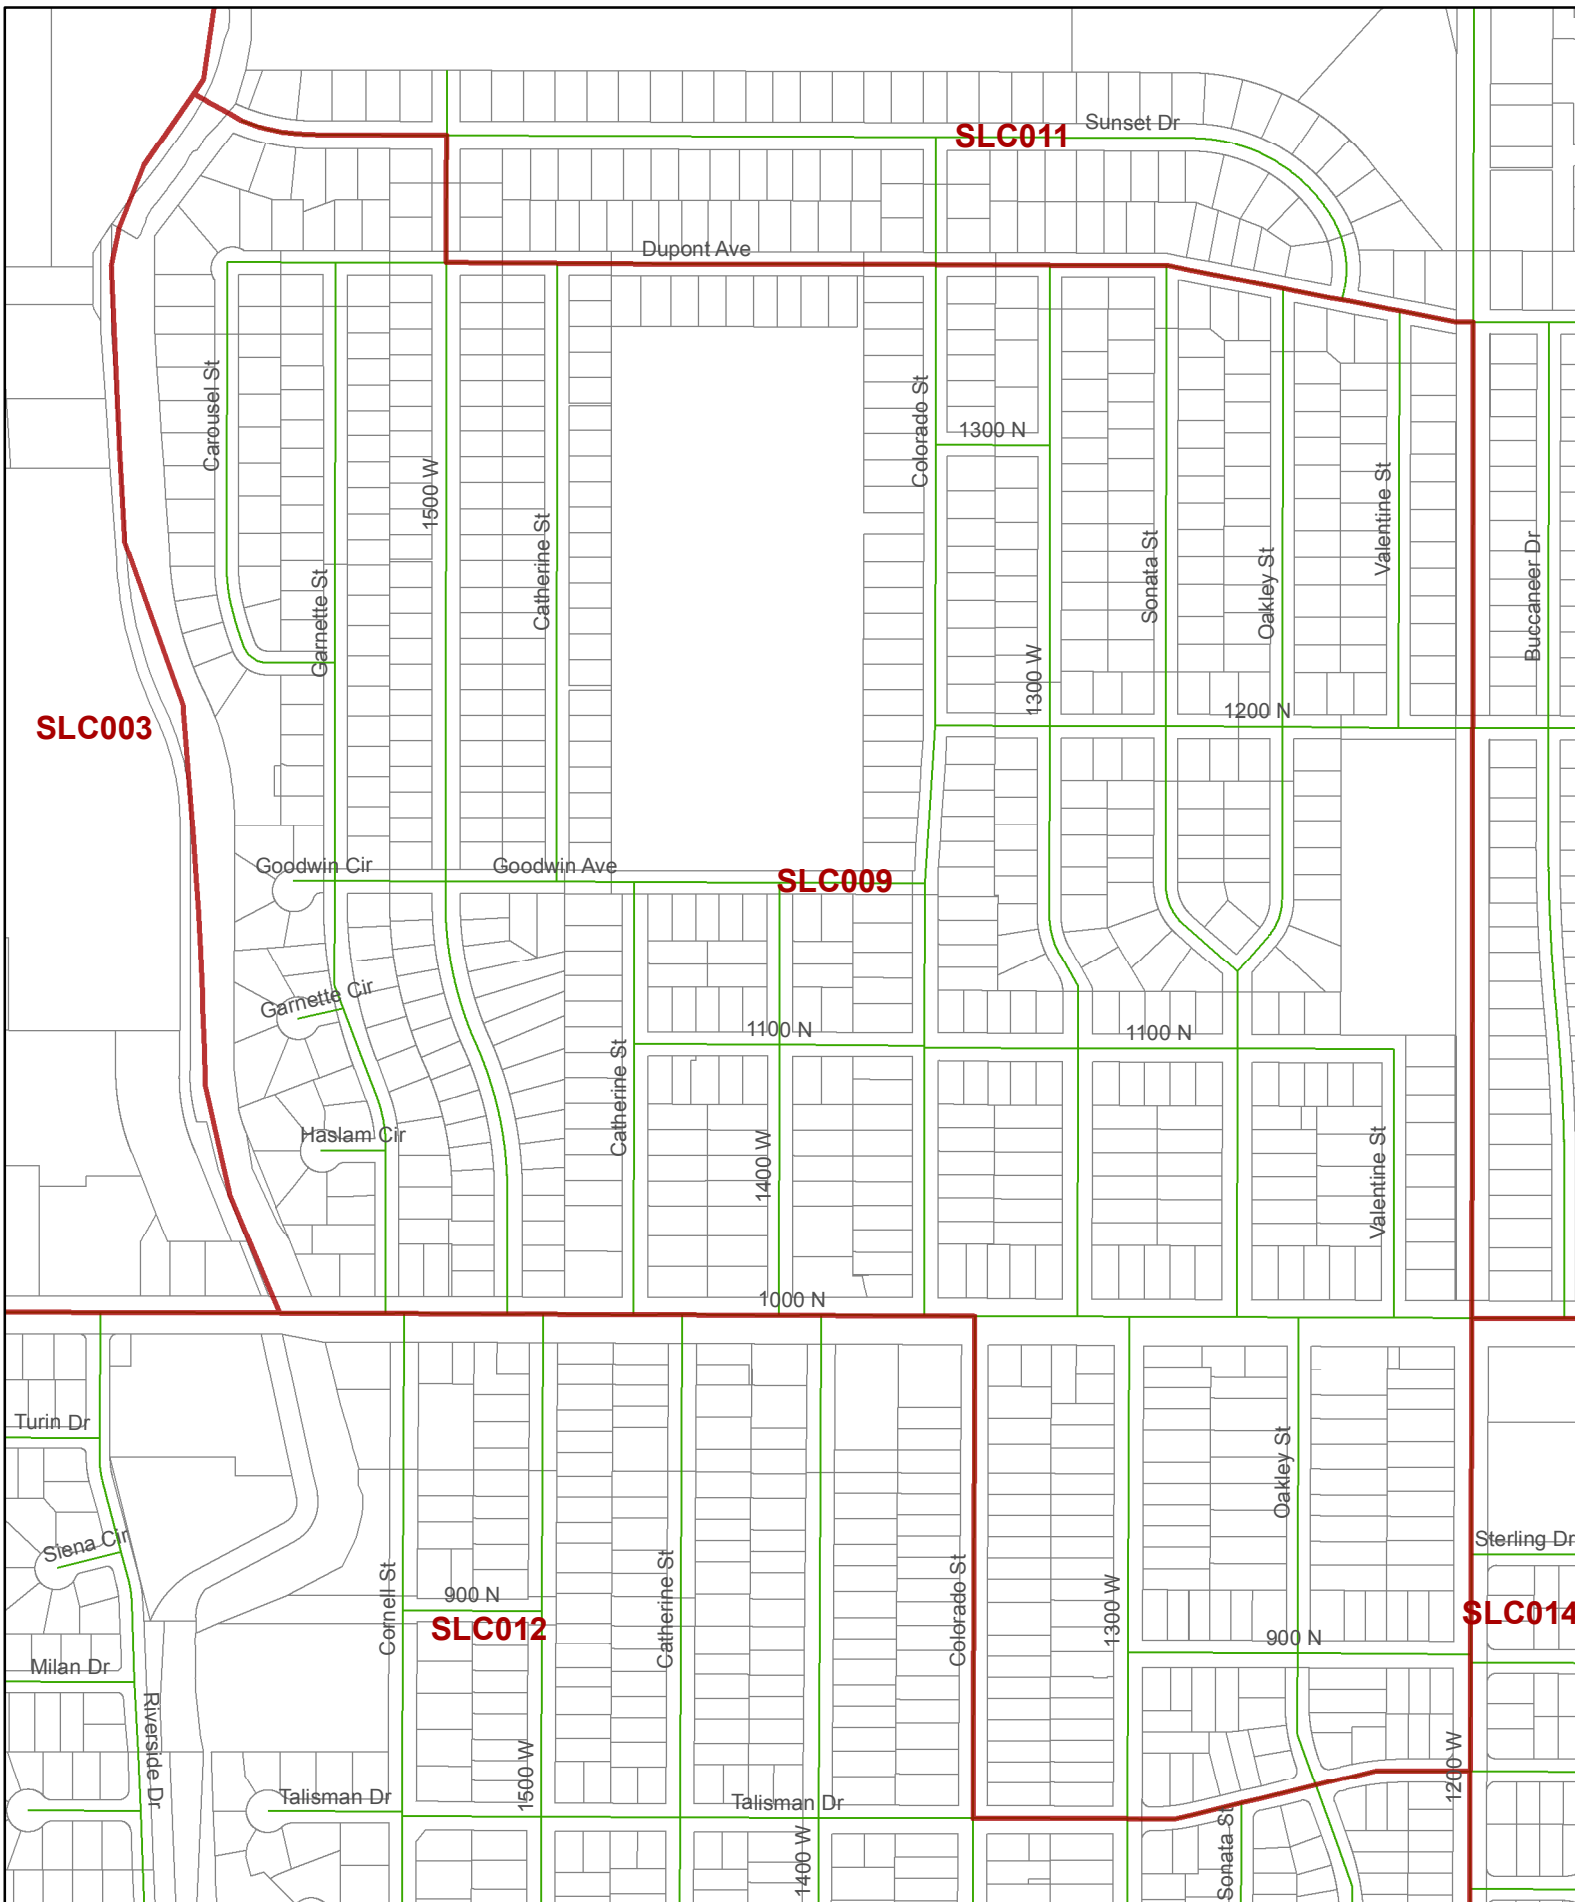 Sunset Dr
SLC011
Dupont Ave
Carousel St
Colorado St
1300 N
1500 W
Valentine St
Catherine St
Sonata St
Buccaneer Dr
Oakley St
Garnette St
1300 W
1200 N
SLC003
Goodwin Cir
Goodwin Ave
SLC009
Garnette Cir
1100 N
1100 N
Catherine St
Haslam Cir
1400 W
Valentine St
1000 N
Turin Dr
Oakley St
Siena Cir
Sterling Dr
Cornell St
900 N
Catherine St
Colorado St
1300 W
SLC014
SLC012
900 N
Milan Dr
Riverside Dr
1500 W
1200 W
Talisman Dr
Talisman Dr
1400 W
Sonata St